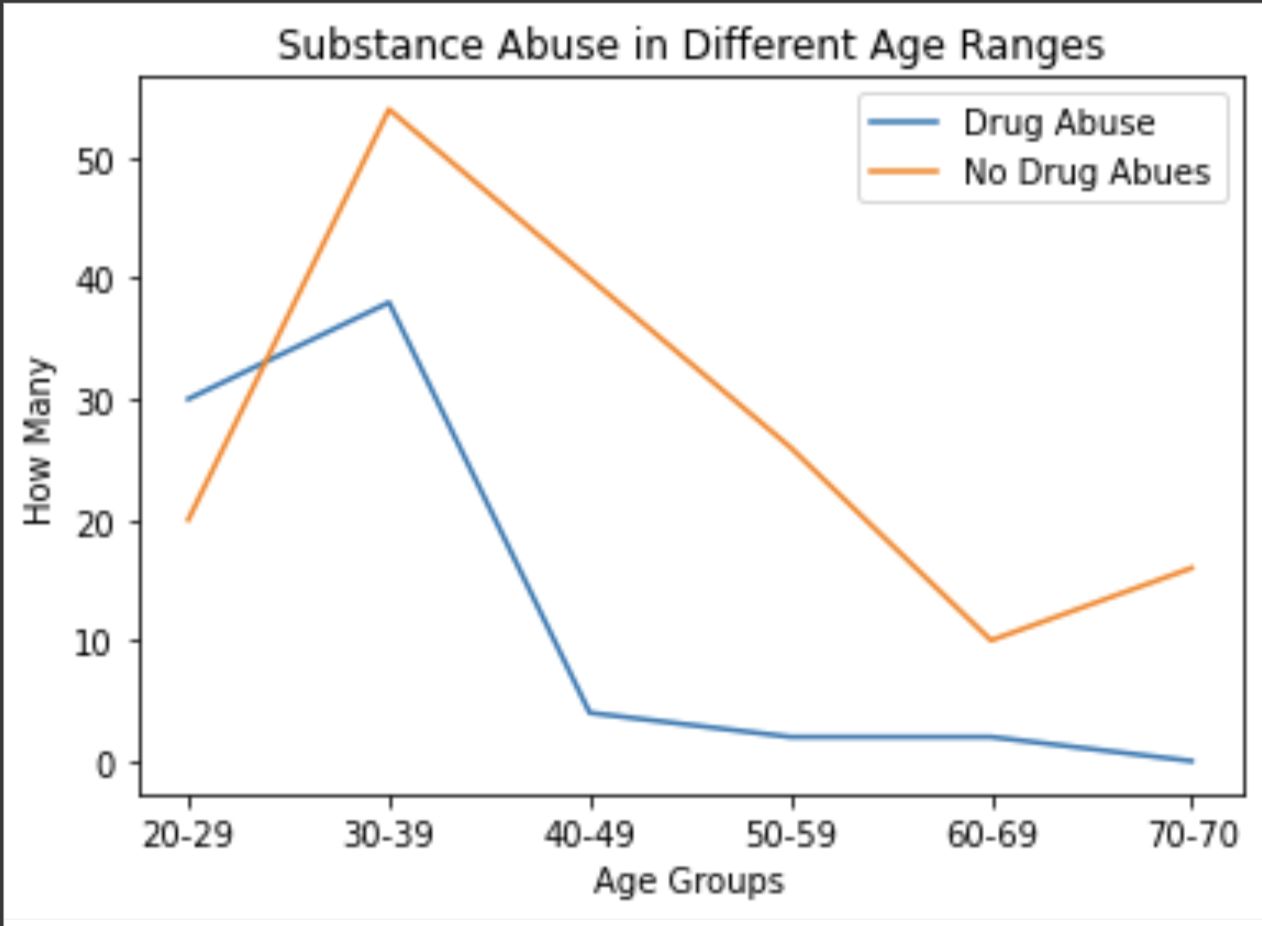 Substance Abuse in Different Age Ranges
Drug Abuse
No Drug Abues
How Many
50
40
30
20
10
0
20-29 30-39 40-49 50-59 60-69 70-70
Age Groups